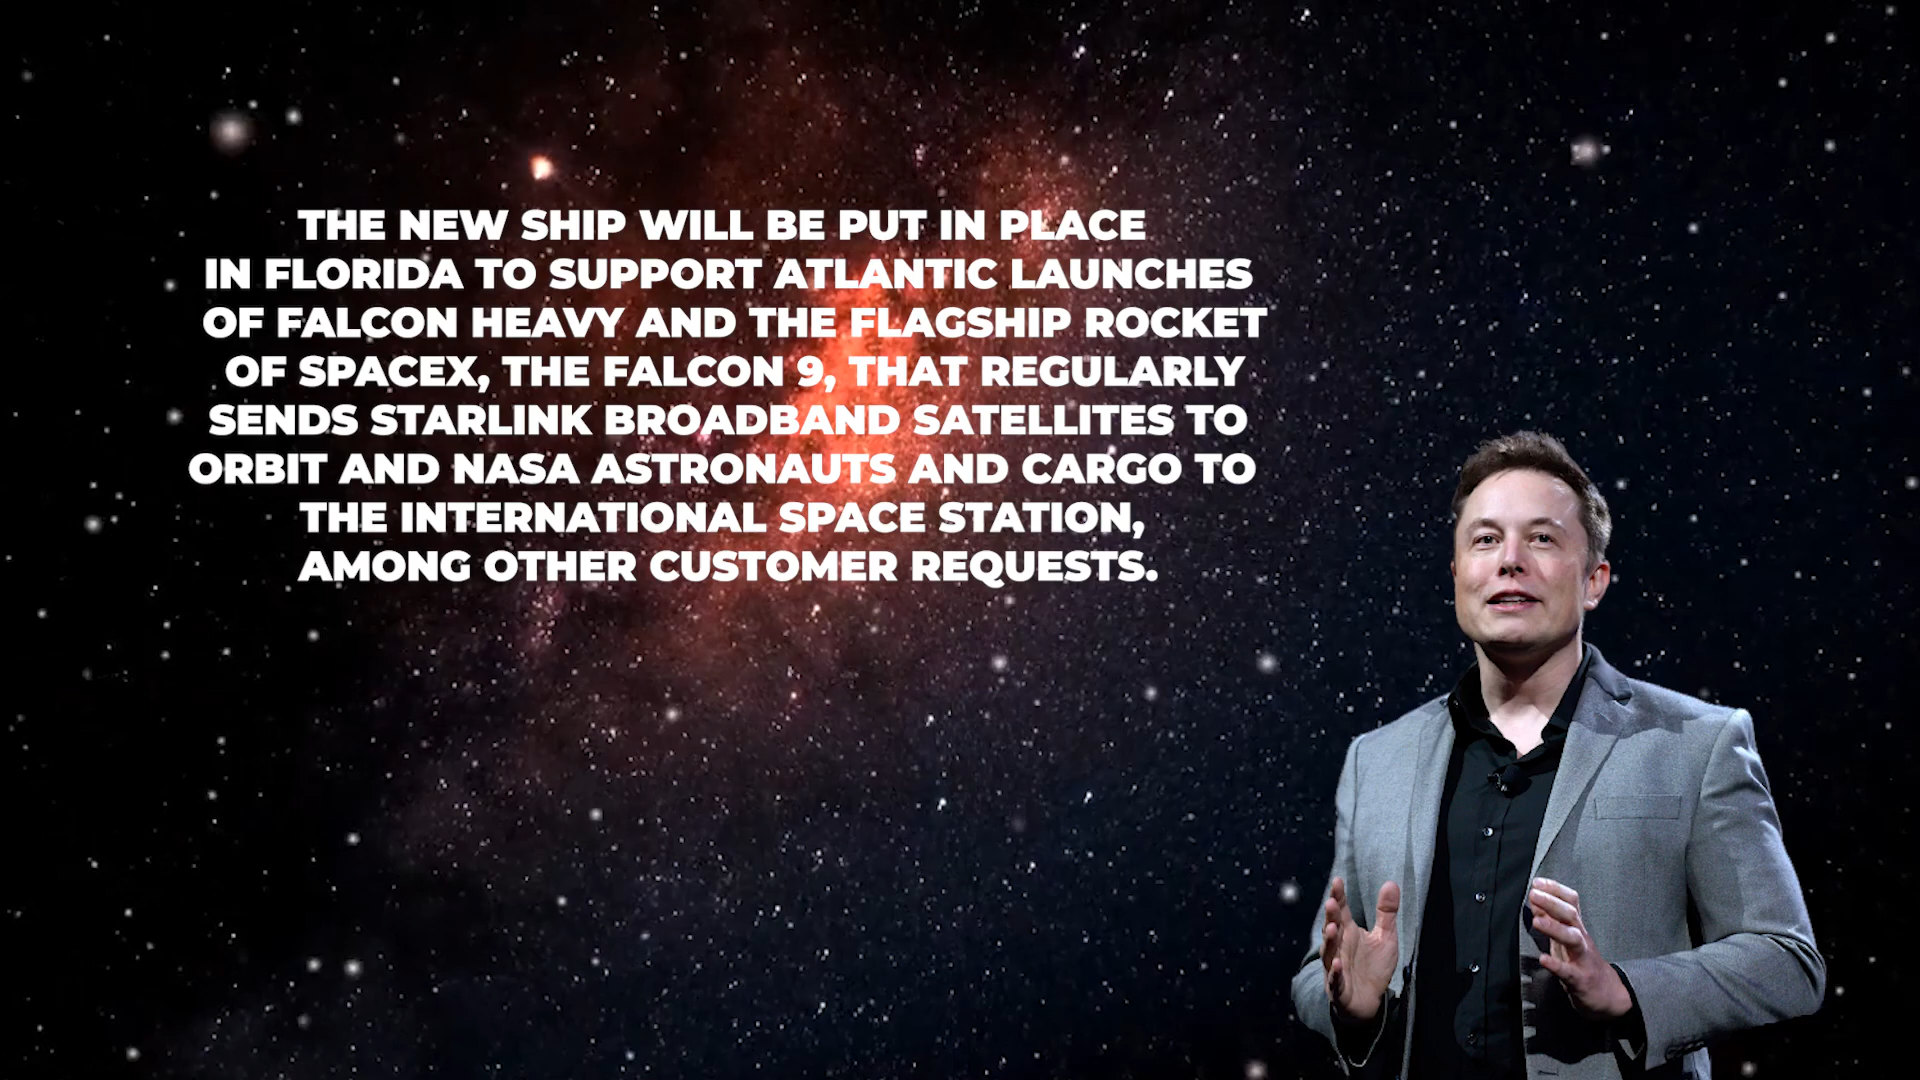 THE NEW SHIP WILL BE PUT IN PLACE
IN FLORIDA TO SUPPORT ATLANTIC LAUNCHES
OF FALCON HEAVY AND THE FLAGSHIP ROCKET
OF SPACEX, THE FALCON 9, THAT REGULARLY
SENDS STARLINK BROADBAND SATELLITES TO
ORBIT AND NASA ASTRONAUTS AND CARGO TO
THE INTERNATIONAL SPACE STATION,
AMONG OTHER CUSTOMER REQUESTS.